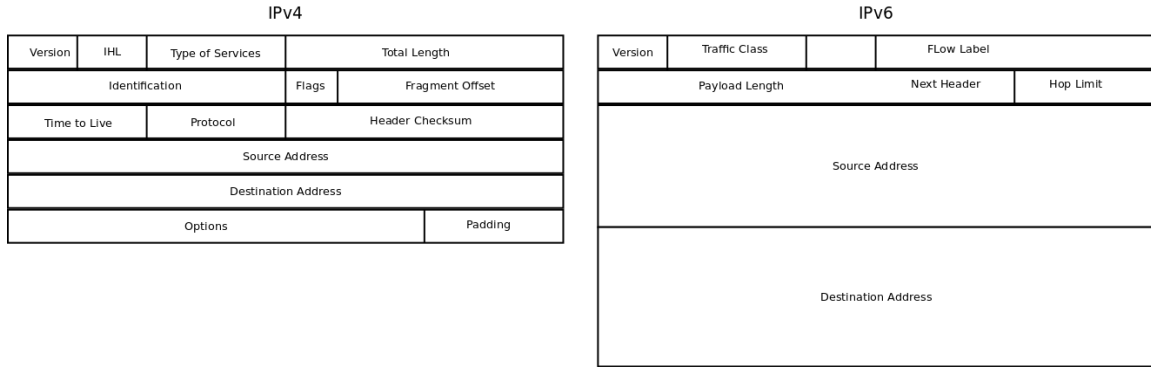 IPv4
Version IHL Type of Services Total Length
Identification Flags Fragment Offset
Time to Live Protocol Header Checksum
Source Address
Destination Address
Options Padding
IPv6
Version Traffic Class FLow Label
Payload Length Next Header Hop Limit
Source Address
Destination Address